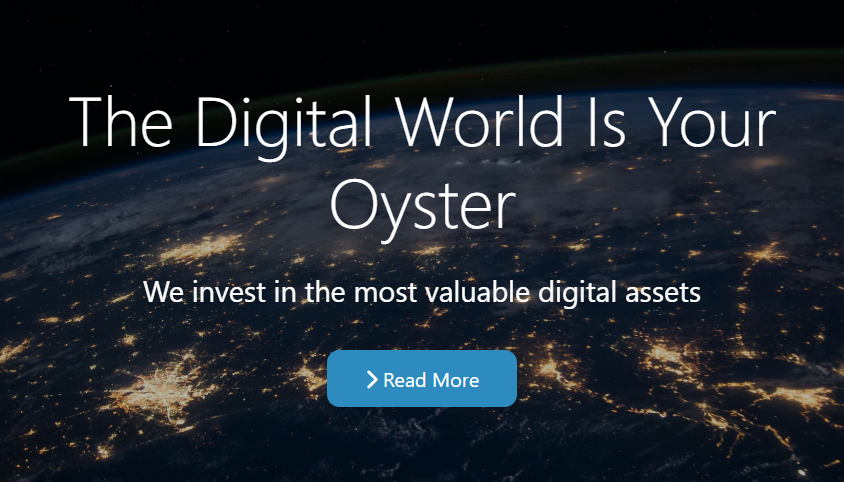 The Digital World Is Your
Oyster
We invest in the most valuable digital assets
Read More